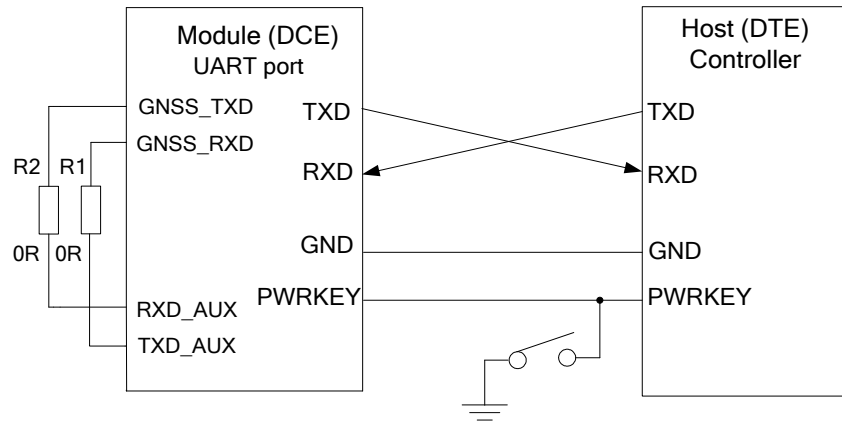 Module (DCE)
UART port
Host (DTE)
Controller
GNSS_TXD
GNSS_RXD
TXD
RXD
GND
PWRKEY
RXD_AUX
TXD_AUX
R2
R1
0R
0R
TXD
RXD
GND
PWRKEY